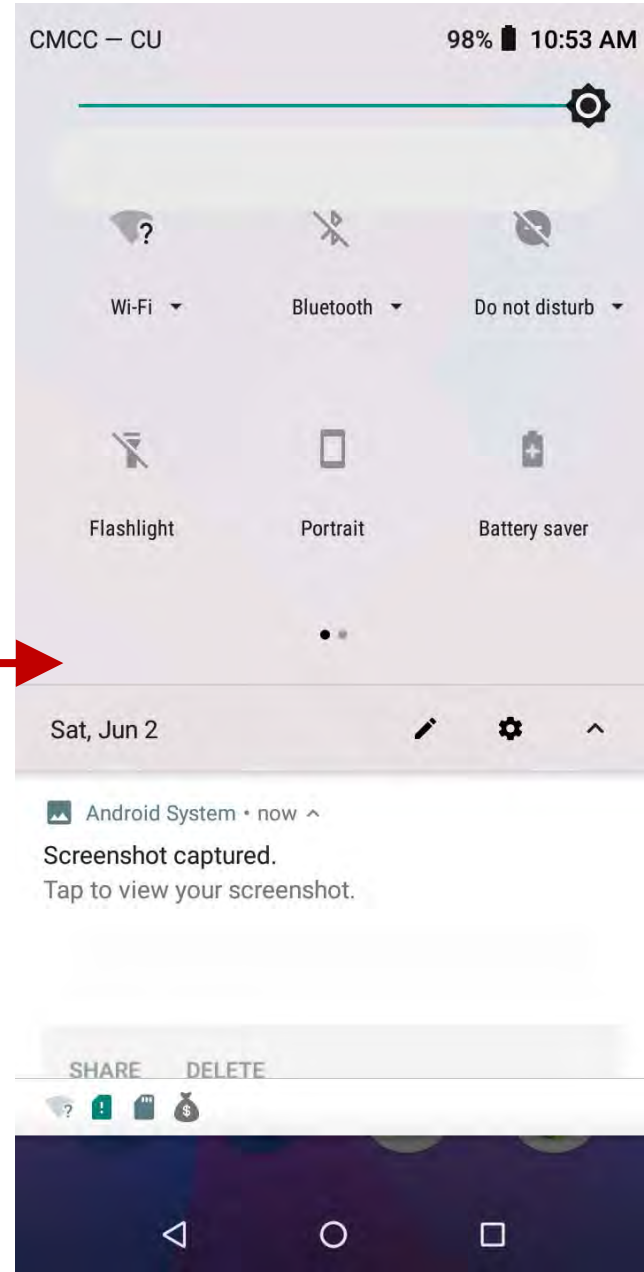 CMCC — CU 98% 10:53 AM
?
Wi-Fi Bluetooth Do not disturb
Flashlight Portrait Battery saver
Sat, Jun 2
Android System • now
Screenshot captured.
Tap to view your screenshot.
SHARE DELETE
? ! $